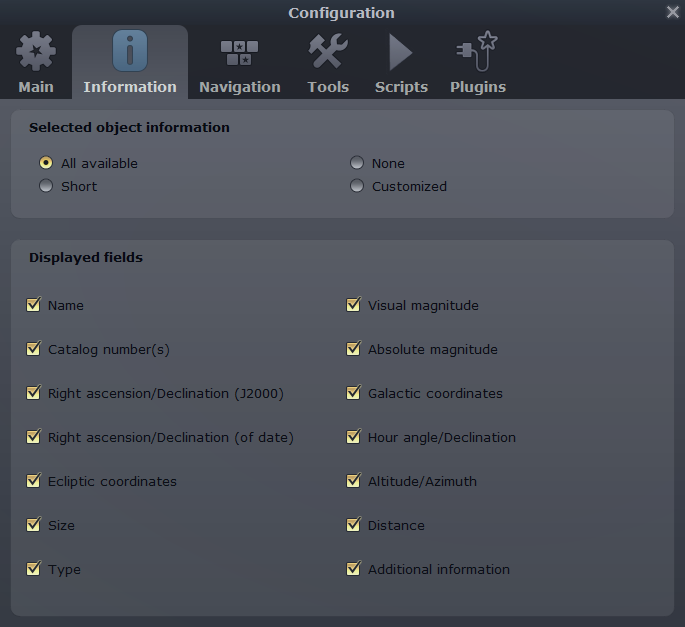 Configuration
Main Information Navigation Tools Scripts Plugins
Selected object information
All available None
Short Customized
Displayed fields
Name Visual magnitude
Catalog number(s) Absolute magnitude
Right ascension/Declination (J2000) Galactic coordinates
Right ascension/Declination (of date) Hour angle/Declination
Ecliptic coordinates Altitude/Azimuth
Size Distance
Type Additional information